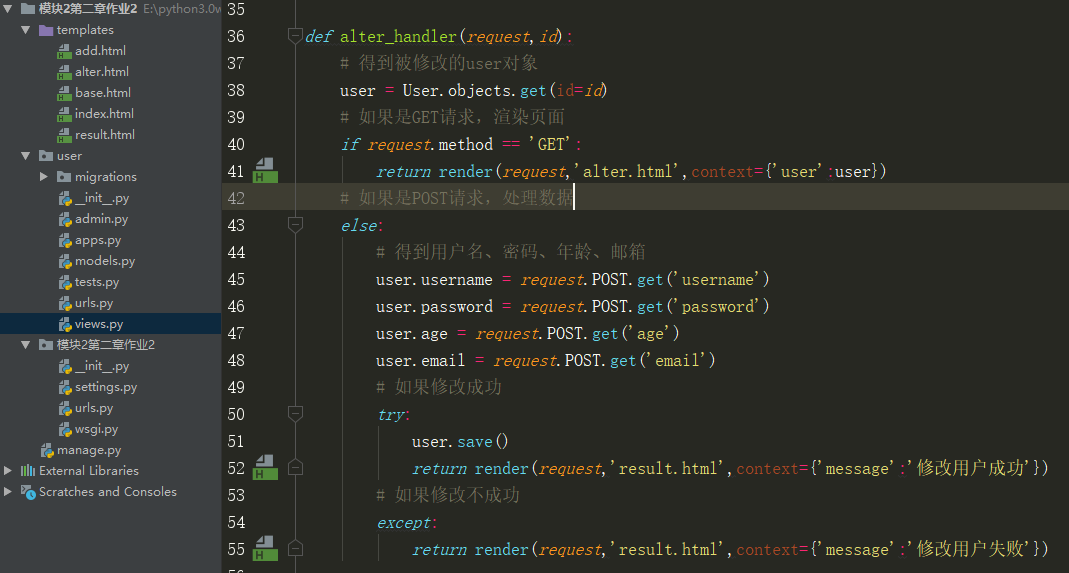 模块2第二章作业2 E:\python3.0w
templates
add.html
alter.html
base.html
index.html
result.html
user
migrations
__init__.py
admin.py
apps.py
models.py
tests.py
urls.py
views.py
模块2第二章作业2
__init__.py
settings.py
urls.py
wsgi.py
manage.py
External Libraries
Scratches and Consoles
35
36 def alter_handler(request,id):
37 # 得到被修改的user对象
38 user = User.objects.get(id=id)
39 # 如果是GET请求，渲染页面
40 if request.method == 'GET':
41 return render(request,'alter.html',context={'user':user})
42 # 如果是POST请求，处理数据
43 else:
44 # 得到用户名、密码、年龄、邮箱
45 user.username = request.POST.get('username')
46 user.password = request.POST.get('password')
47 user.age = request.POST.get('age')
48 user.email = request.POST.get('email')
49 # 如果修改成功
50 try:
51 user.save()
52 return render(request,'result.html',context={'message':'修改用户成功'})
53 # 如果修改不成功
54 except:
55 return render(request,'result.html',context={'message':'修改用户失败'})